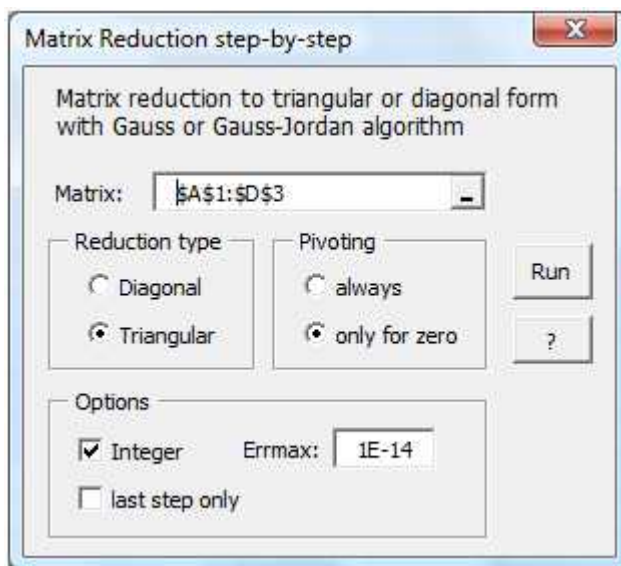 Matrix Reduction step-by-step
Matrix reduction to triangular or diagonal form
with Gauss or Gauss-Jordan algorithm
Matrix: $A$1:$D$3
Reduction type
Diagonal
Triangular
Pivoting
always
only for zero
Run
?
Options
Integer Errmax: 1E-14
last step only